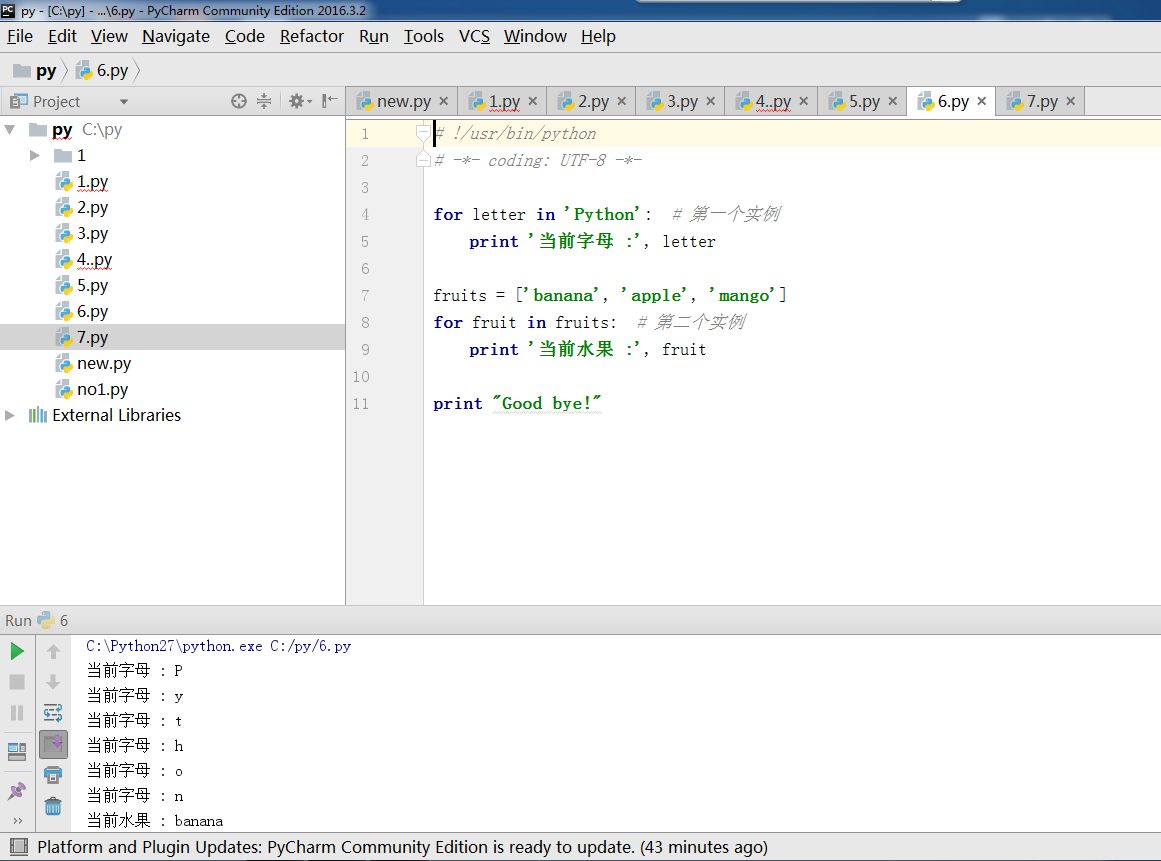 PC py - [C:\py] - ...\6.py - PyCharm Community Edition 2016.3.2
File Edit View Navigate Code Refactor Run Tools VCS Window Help
py 6.py
Project new.py 1.py 2.py 3.py 4..py 5.py 6.py 7.py
py C:\py
1
1.py
2.py
3.py
4..py
5.py
6.py
7.py
new.py
no1.py
External Libraries
1 # !/usr/bin/python
2 # -*- coding: UTF-8 -*-
3
4 for letter in 'Python': # 第一个实例
5 print '当前字母 :', letter
6
7 fruits = ['banana', 'apple', 'mango']
8 for fruit in fruits: # 第二个实例
9 print '当前水果 :', fruit
10
11 print "Good bye!"
Run 6
C:\Python27\python.exe C:/py/6.py
当前字母 : P
当前字母 : y
当前字母 : t
当前字母 : h
当前字母 : o
当前字母 : n
当前水果 : banana
Platform and Plugin Updates: PyCharm Community Edition is ready to update. (43 minutes ago)